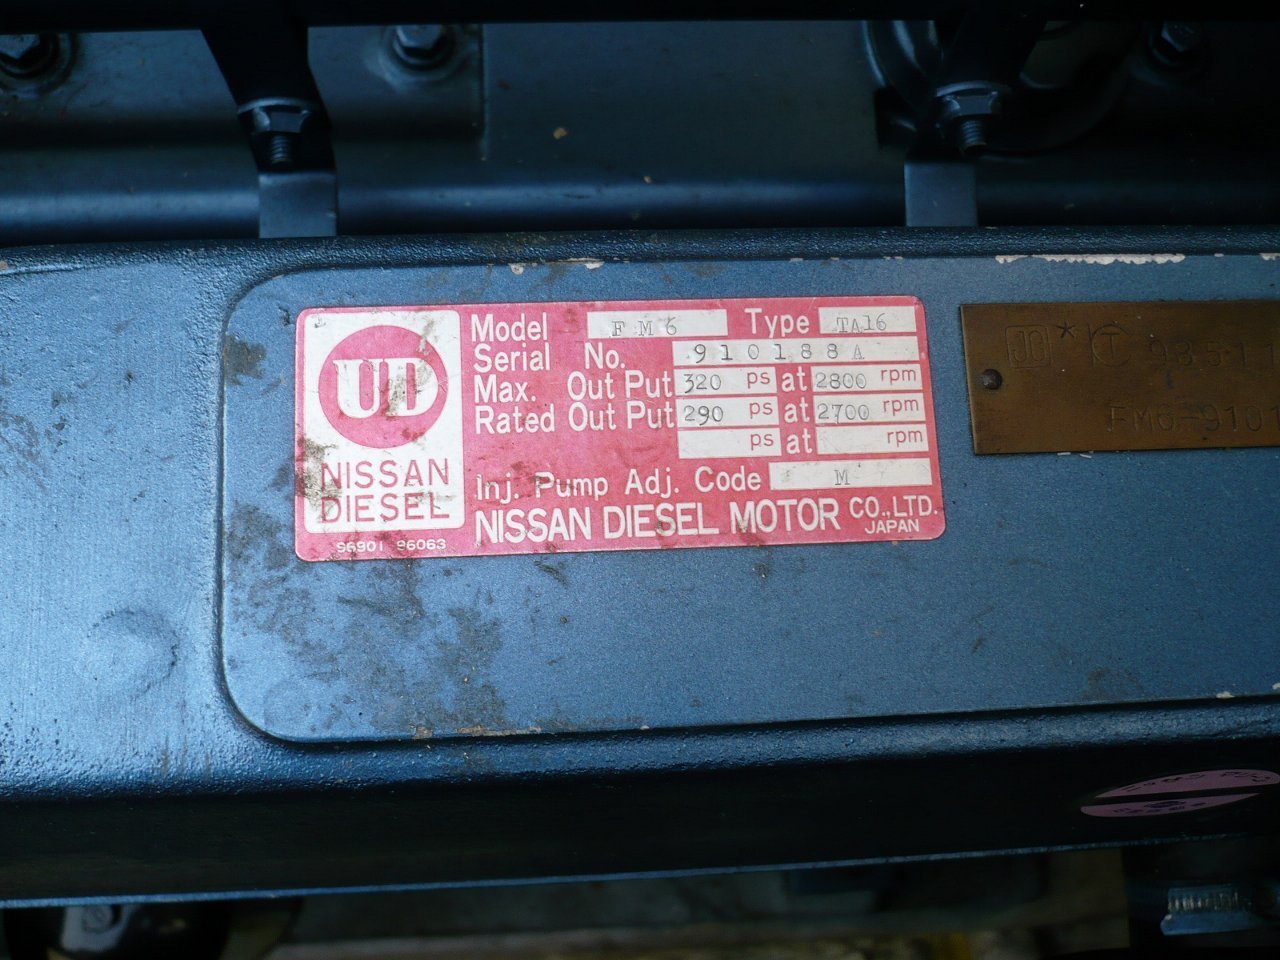 UD
NISSAN
DIESEL
96901 96063
Model FM6 Type TA16
Serial No. 910188A
Max. Out Put 320 ps at 2800 rpm
Rated Out Put 290 ps at 2700 rpm
ps at rpm
Inj. Pump Adj. Code M
NISSAN DIESEL MOTOR CO.,LTD.
JAPAN